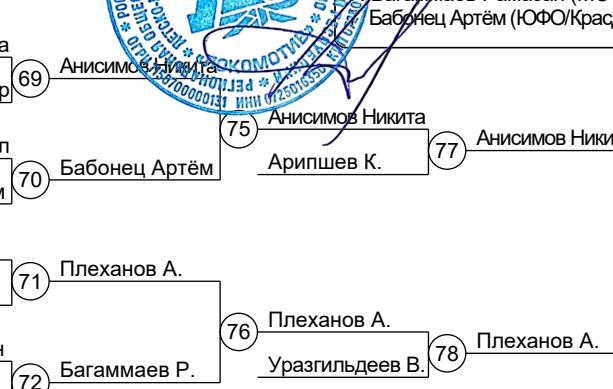 Бабонец Артём (ЮФО/Крас
69
Анисимов Никита
75
Анисимов Никита
77
Анисимов Ники
70
Бабонец Артём
Арипшев К.
71
Плеханов А.
76
Плеханов А.
78
Плеханов А.
72
Багаммаев Р.
Уразгильдеев В.